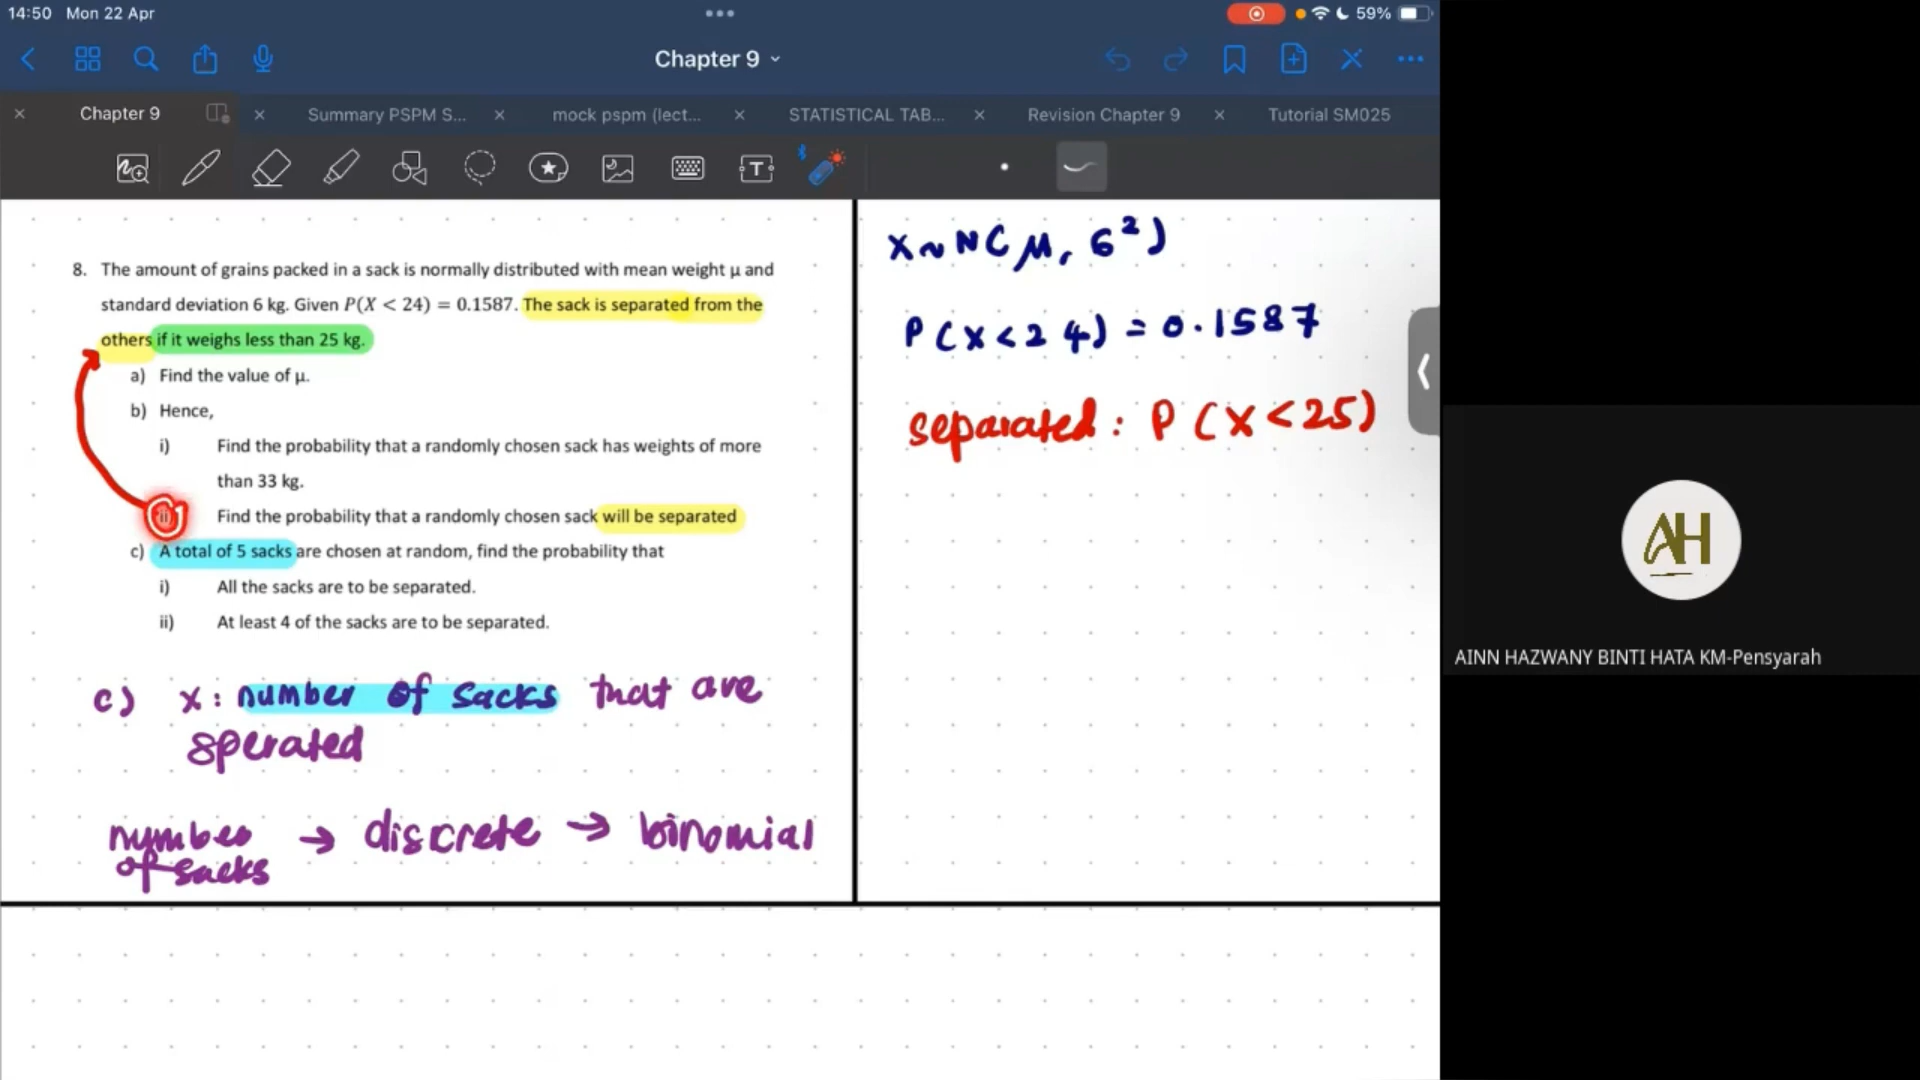 14:50 Mon 22 Apr
59%
Chapter 9
Chapter 9
Summary PSPM S...
mock pspm (lect...
STATISTICAL TAB...
Revision Chapter 9
Tutorial SM025
8. The amount of grains packed in a sack is normally distributed with mean weight μ and
standard deviation 6 kg. Given P(X < 24) = 0.1587. The sack is separated from the
others if it weighs less than 25 kg.
a) Find the value of μ.
b) Hence,
i) Find the probability that a randomly chosen sack has weights of more
than 33 kg.
ii) Find the probability that a randomly chosen sack will be separated
c) A total of 5 sacks are chosen at random, find the probability that
i) All the sacks are to be separated.
ii) At least 4 of the sacks are to be separated.
c) x : number of sacks that are
sperated
number → discrete → binomial
of sacks
X ~ N(μ, 6²)
P(X < 24) = 0.1587
separated : P(X < 25)
AH
AINN HAZWANY BINTI HATA KM-Pensyarah